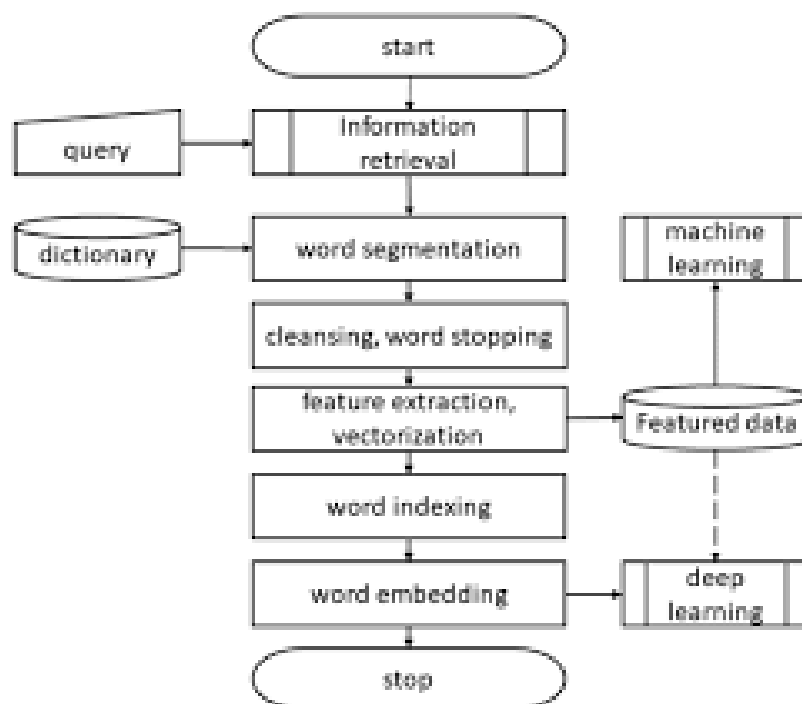 start
query
Information
retrieval
dictionary
word segmentation
machine
learning
cleansing, word stopping
feature extraction,
vectorization
Featured data
word indexing
word embedding
deep
learning
stop